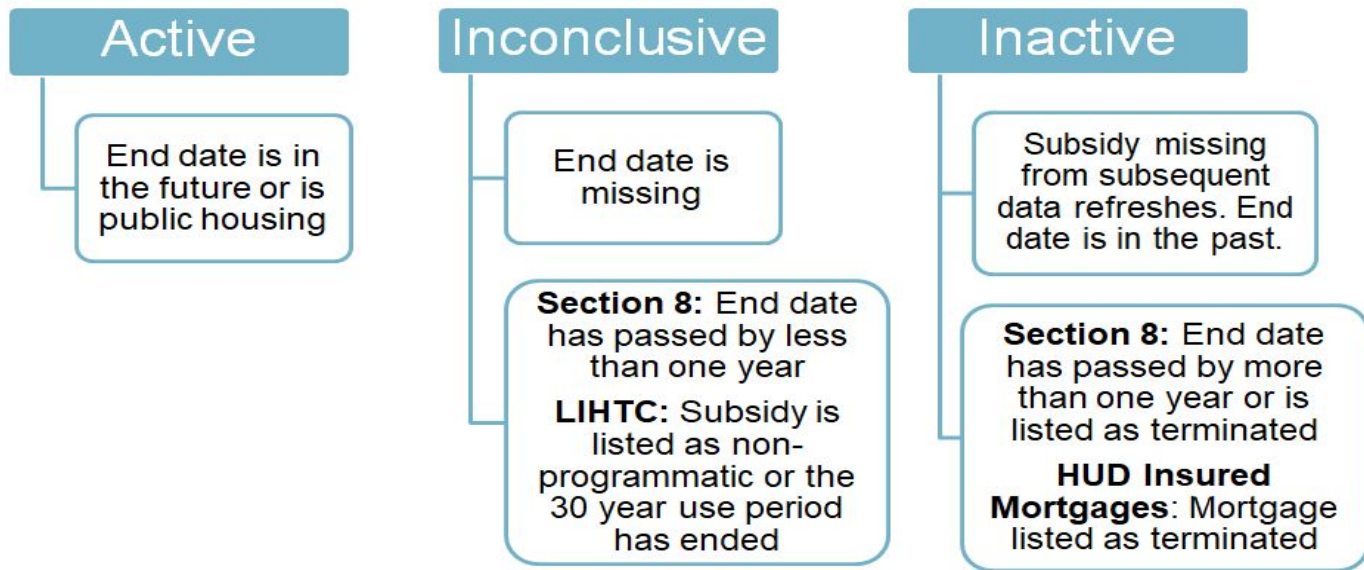 Active
End date is in
the future or is
public housing
Inconclusive
End date is
missing
Section 8: End date
has passed by less
than one year
LIHTC: Subsidy is
listed as non-
programmatic or the
30 year use period
has ended
Inactive
Subsidy missing
from subsequent
data refreshes. End
date is in the past.
Section 8: End date
has passed by more
than one year or is
listed as terminated
HUD Insured
Mortgages: Mortgage
listed as terminated